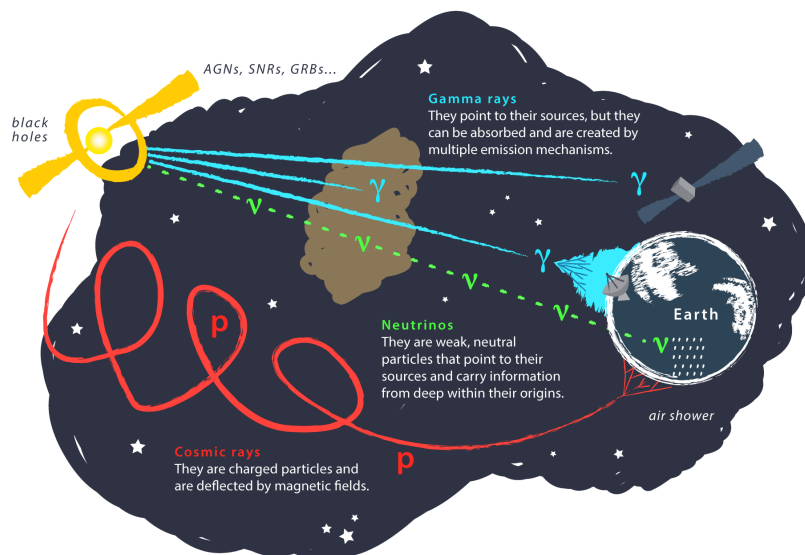 AGNs, SNRs, GRBs...
black
holes
Gamma rays
They point to their sources, but they
can be absorbed and are created by
multiple emission mechanisms.
γ
γ
ν
ν
γ
ν
Earth
p
ν
Neutrinos
They are weak, neutral
particles that point to their
sources and carry information
from deep within their origins.
ν
air shower
Cosmic rays
They are charged particles and
are deflected by magnetic fields.
p